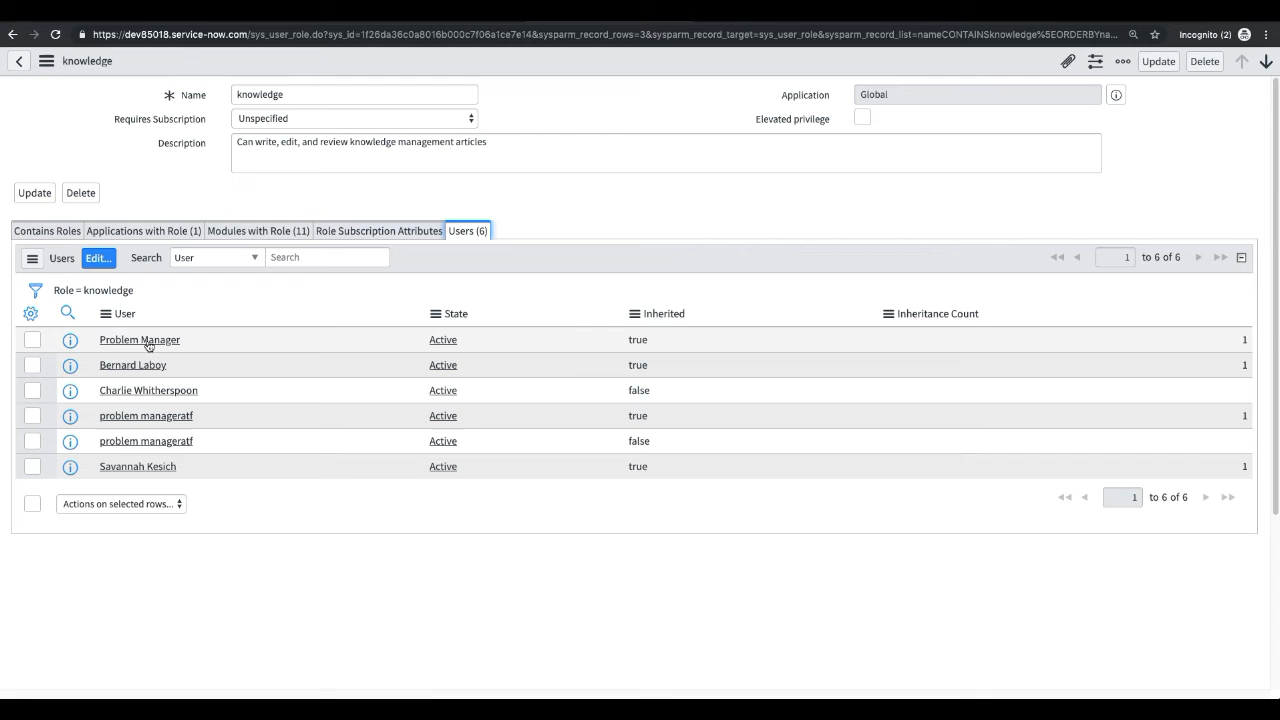 https://dev85018.service-now.com/sys_user_role.do?sys_id=1f26da36c0a8016b000c7f06a1ce7e14&sysparm_record_rows=3&sysparm_record_target=sys_user_role&sysparm_record_list=nameCONTAINSknowledge%5EORDERBYna... Incognito (2)
knowledge Update Delete
Name knowledge Application Global
Requires Subscription Unspecified Elevated privilege
Description Can write, edit, and review knowledge management articles
Update Delete
Contains Roles Applications with Role (1) Modules with Role (11) Role Subscription Attributes Users (6)
Users Edit... Search User Search 1 to 6 of 6
Role = knowledge
User State Inherited Inheritance Count
Problem Manager Active true 1
Bernard Laboy Active true 1
Charlie Whitherspoon Active false
problem manageratf Active true 1
problem manageratf Active false
Savannah Kesich Active true 1
Actions on selected rows... 1 to 6 of 6